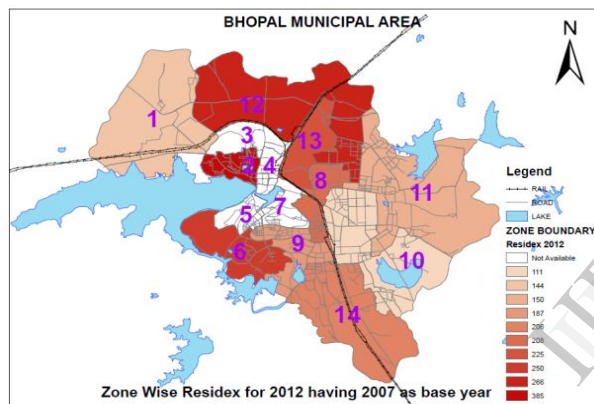 BHOPAL MUNICIPAL AREA
N
12
1
3
13
2
4
8
11
Legend
RAIL
ROAD
LAKE
ZONE BOUNDARY
Residex 2012
Not Available
111
144
150
187
206
208
225
250
266
385
5
7
9
6
10
14
Zone Wise Residex for 2012 having 2007 as base year